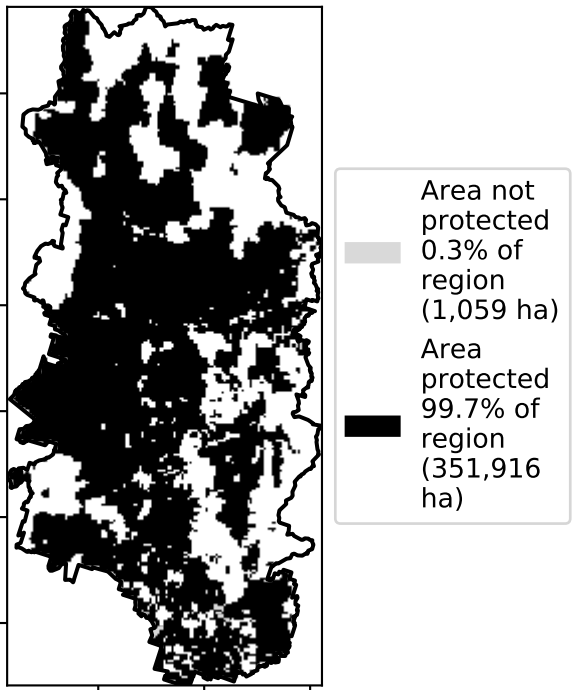 Area not
protected
0.3% of
region
(1,059 ha)
Area
protected
99.7% of
region
(351,916
ha)